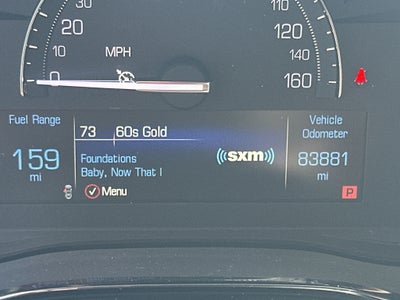 30
110
20
130
10
MPH
140
0
160
Fuel Range
159
mi
73 60s Gold
Foundations
Baby, Now That I
Menu
((sxm))
Vehicle
Odometer
83881
mi
P